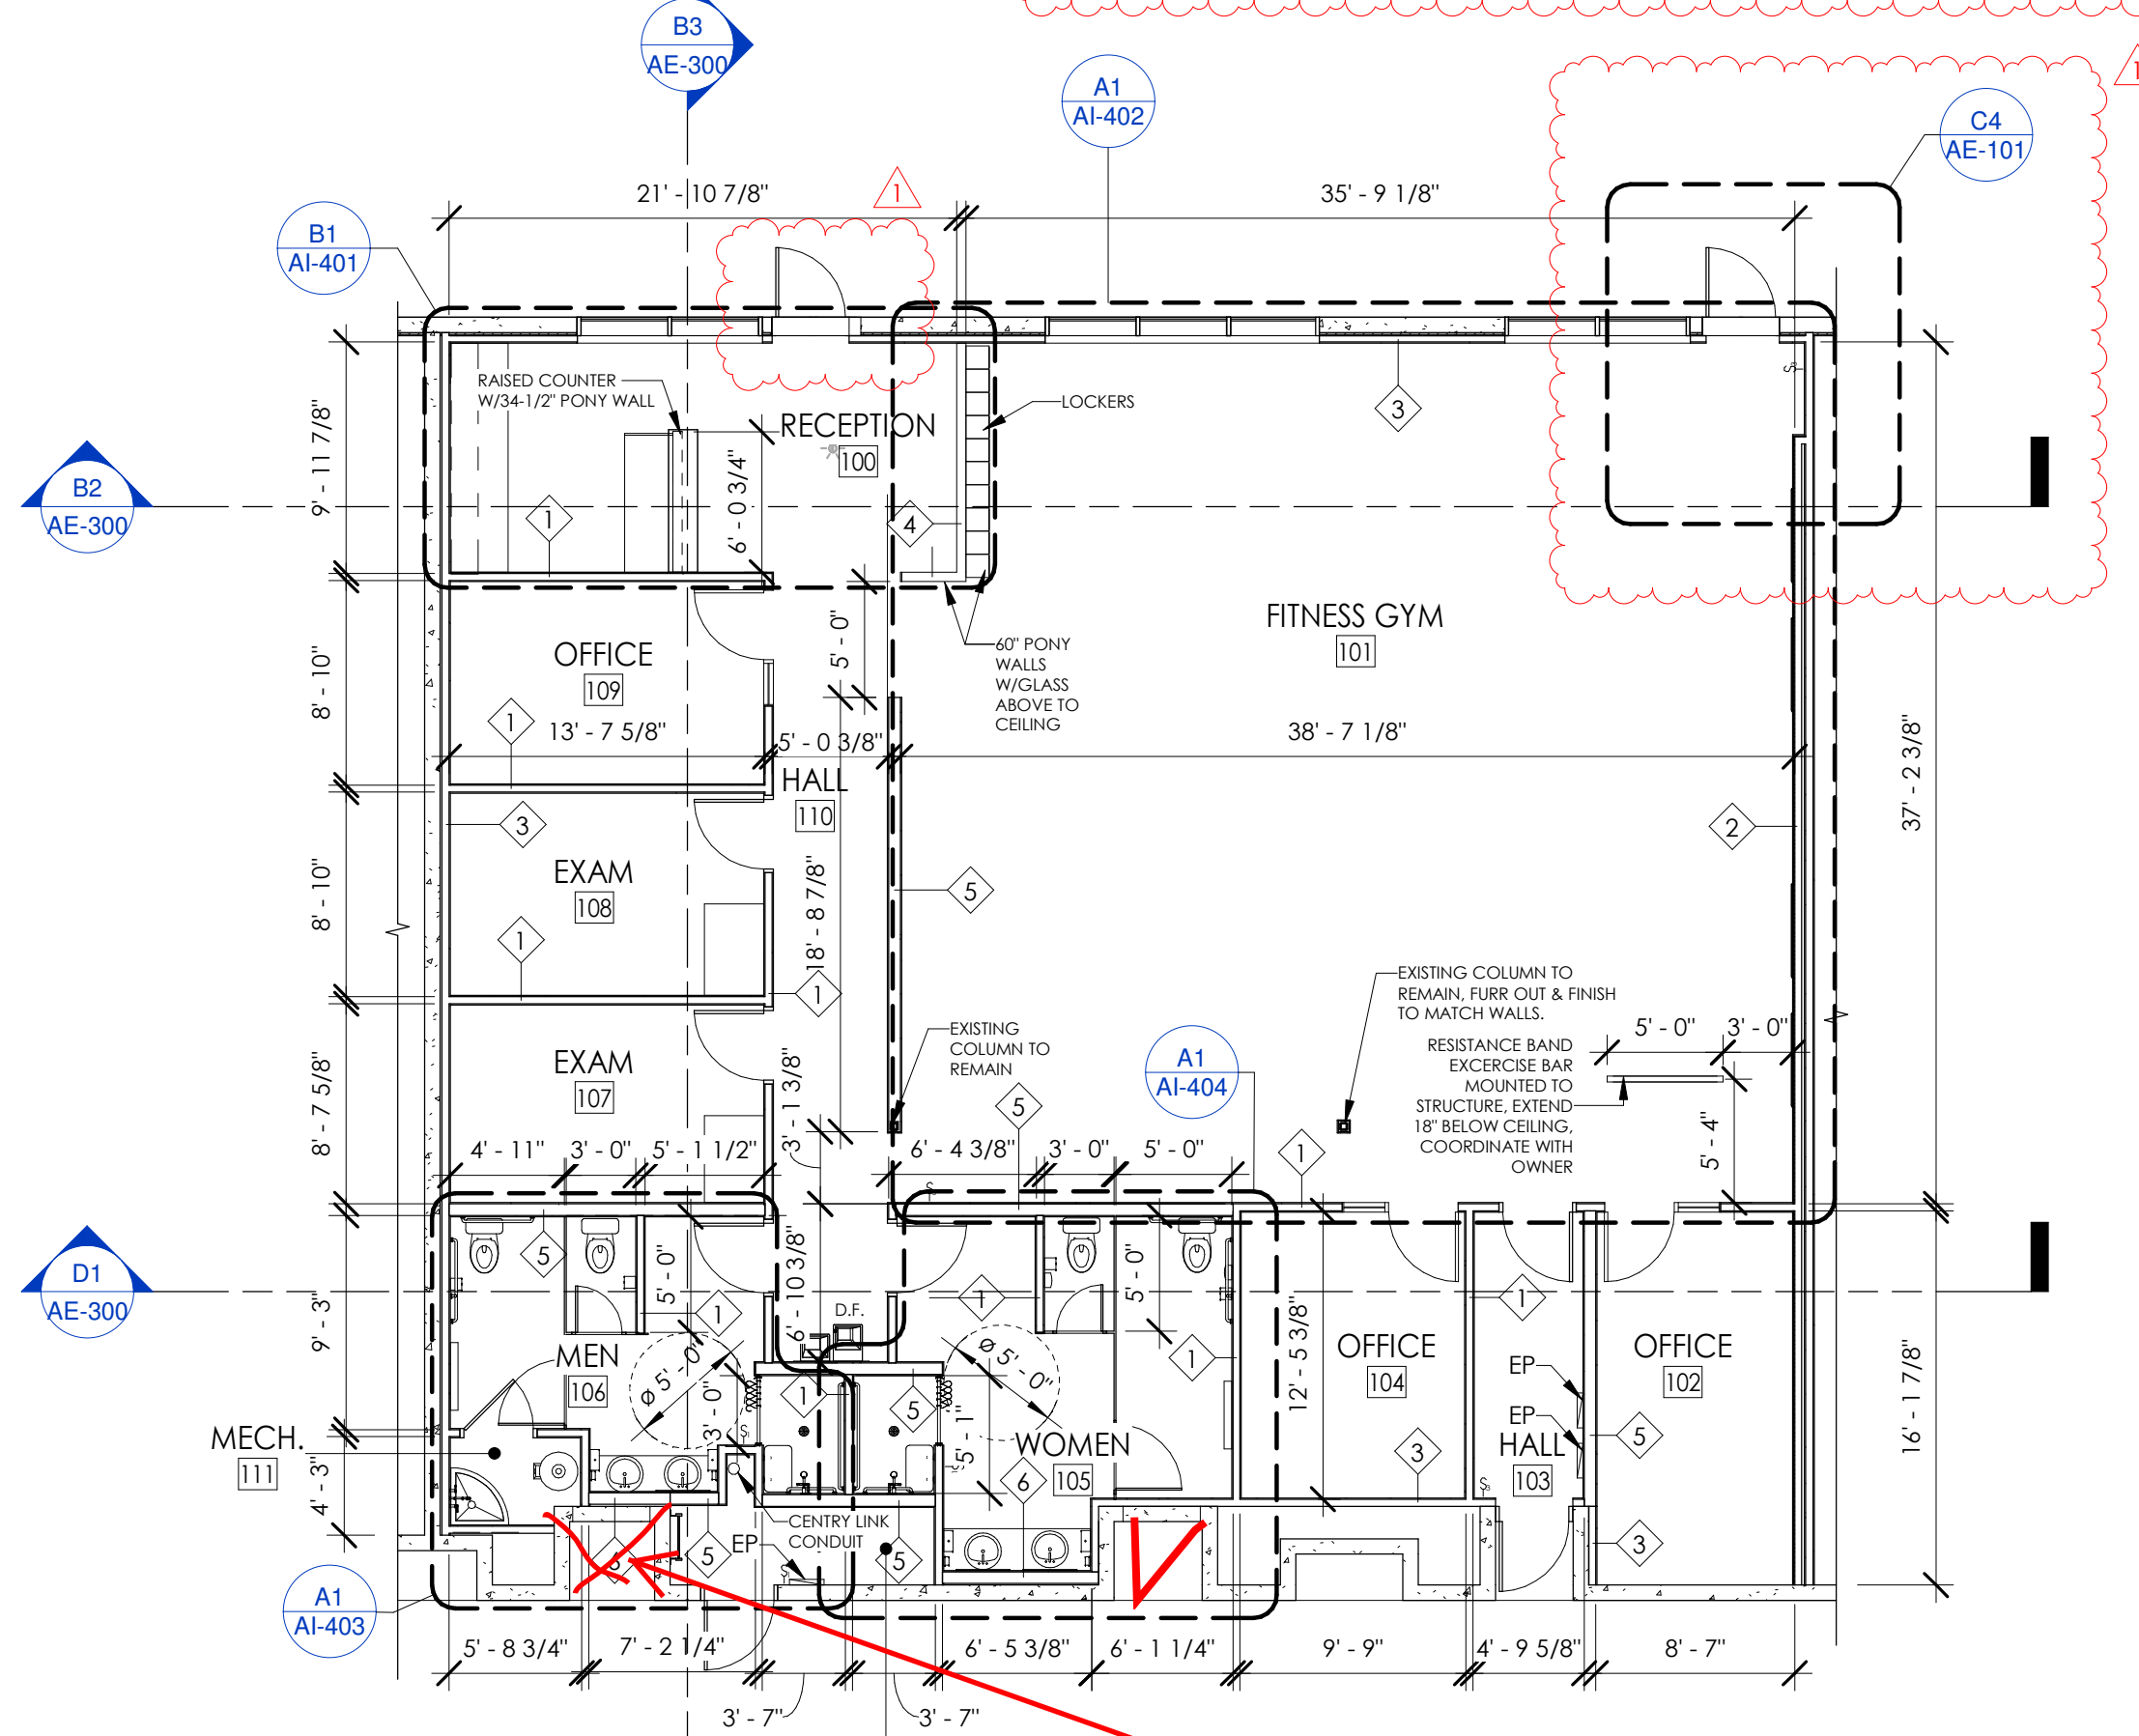 B3
AE-300
A1
AI-402
1
C4
AE-101
21' - 10 7/8"
1
35' - 9 1/8"
B1
AI-401
RAISED COUNTER
W/34-1/2" PONY WALL
LOCKERS
3
RECEPTION
100
9' - 11 7/8"
6' - 0 3/4"
B2
AE-300
1
4
60" PONY
WALLS
W/GLASS
ABOVE TO
CEILING
FITNESS GYM
101
OFFICE
109
8' - 10"
5' - 0"
1
13' - 7 5/8"
5' - 0 3/8"
38' - 7 1/8"
37' - 2 3/8"
HALL
110
3
2
EXAM
108
8' - 10"
18' - 8 7/8"
5
1
1
EXISTING COLUMN TO
REMAIN, FURR OUT & FINISH
TO MATCH WALLS.
EXISTING
COLUMN TO
REMAIN
5' - 0"
3' - 0"
RESISTANCE BAND
EXCERCISE BAR
MOUNTED TO
STRUCTURE, EXTEND
18" BELOW CEILING,
COORDINATE WITH
OWNER
5' - 4"
EXAM
107
8' - 7 5/8"
A1
AI-404
5
3' - 1 3/8"
4' - 11"
3' - 0"
5' - 1 1/2"
6' - 4 3/8"
3' - 0"
5' - 0"
1
D1
AE-300
5
5' - 0"
5' - 0"
9' - 3"
1
6' - 10 3/8"
D.F.
1
1
1
12' - 5 3/8"
MEN
106
ø 5' - 0"
ø 5' - 0"
OFFICE
104
OFFICE
102
EP
EP
16' - 1 7/8"
3' - 0"
1
5
5' - 1"
MECH.
111
4' - 3"
WOMEN
105
6
3
HALL
103
5
S3
CENTRY LINK
CONDUIT
5
EP
5
3
A1
AI-403
5' - 8 3/4"
7' - 2 1/4"
6' - 5 3/8"
6' - 1 1/4"
9' - 9"
4' - 9 5/8"
8' - 7"
3' - 7"
3' - 7"